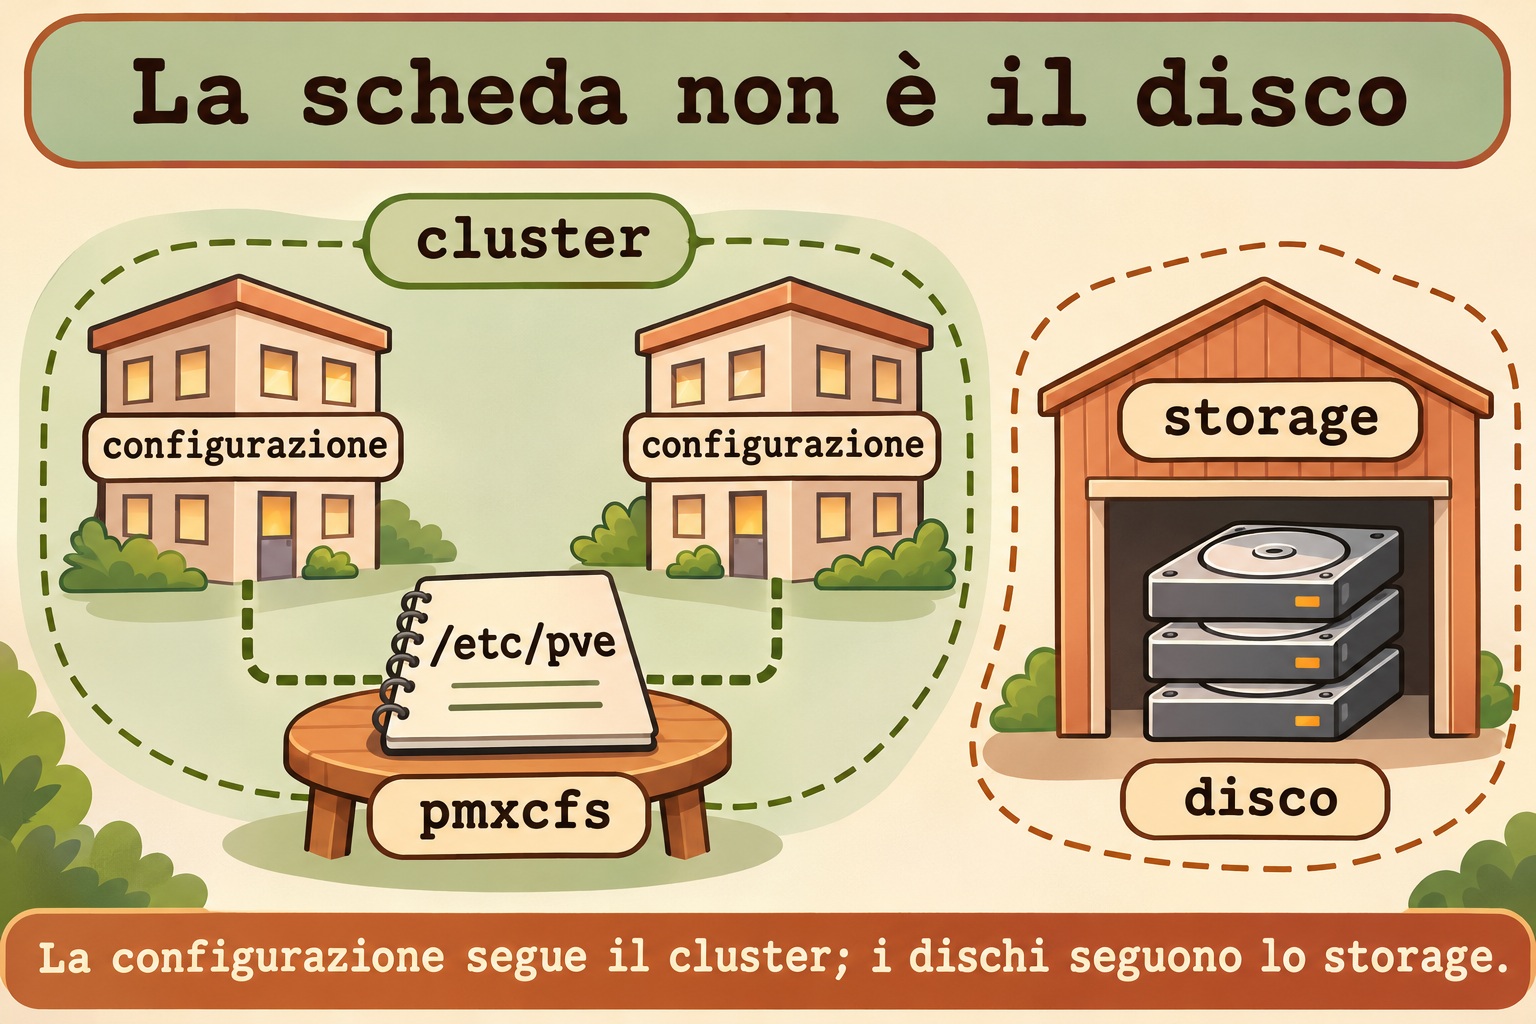 La scheda non è il disco
cluster
configurazione
configurazione
storage
/etc/pve
pmxcfs
disco
La configurazione segue il cluster; i dischi seguono lo storage.